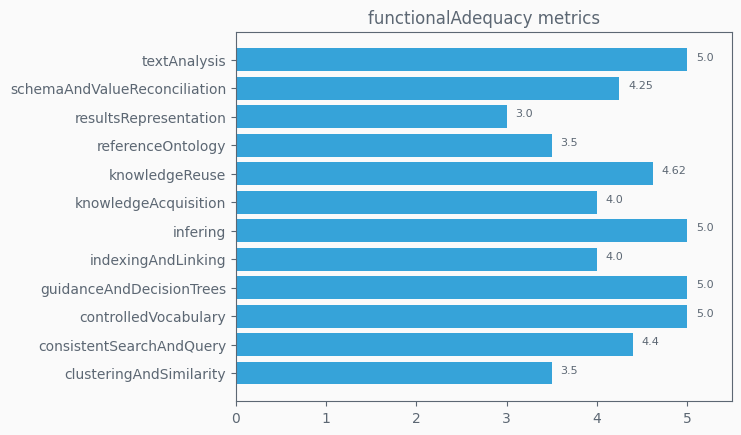 functionalAdequacy metrics
textAnalysis 5.0
schemaAndValueReconciliation 4.25
resultsRepresentation 3.0
referenceOntology 3.5
knowledgeReuse 4.62
knowledgeAcquisition 4.0
infering 5.0
indexingAndLinking 4.0
guidanceAndDecisionTrees 5.0
controlledVocabulary 5.0
consistentSearchAndQuery 4.4
clusteringAndSimilarity 3.5
0 1 2 3 4 5